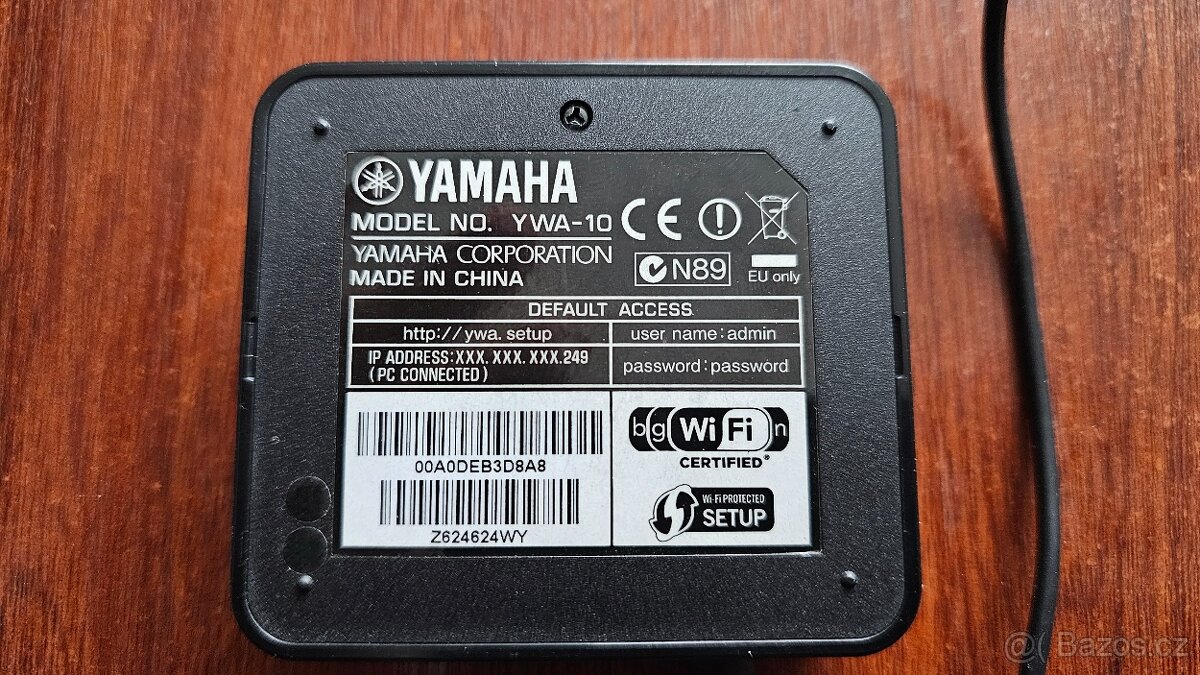 YAMAHA
MODEL NO. YWA-10
YAMAHA CORPORATION
MADE IN CHINA
CE
N89
EU only
DEFAULT ACCESS
http://ywa.setup
user name:admin
IP ADDRESS:XXX.XXX.XXX.249
(PC CONNECTED)
password:password
00A0DEB3D8A8
Z624624WY
b g WiFi n
CERTIFIED®
Wi-Fi PROTECTED
SETUP
@( Bazos.cz